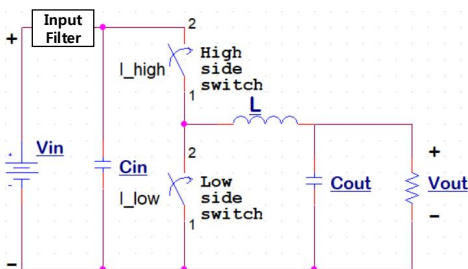 Input
Filter
+
2
High
side
switch
I_high
1
L
Vin
+
-
Cin
2
Low
side
switch
I_low
1
Cout
+
Vout
-
-